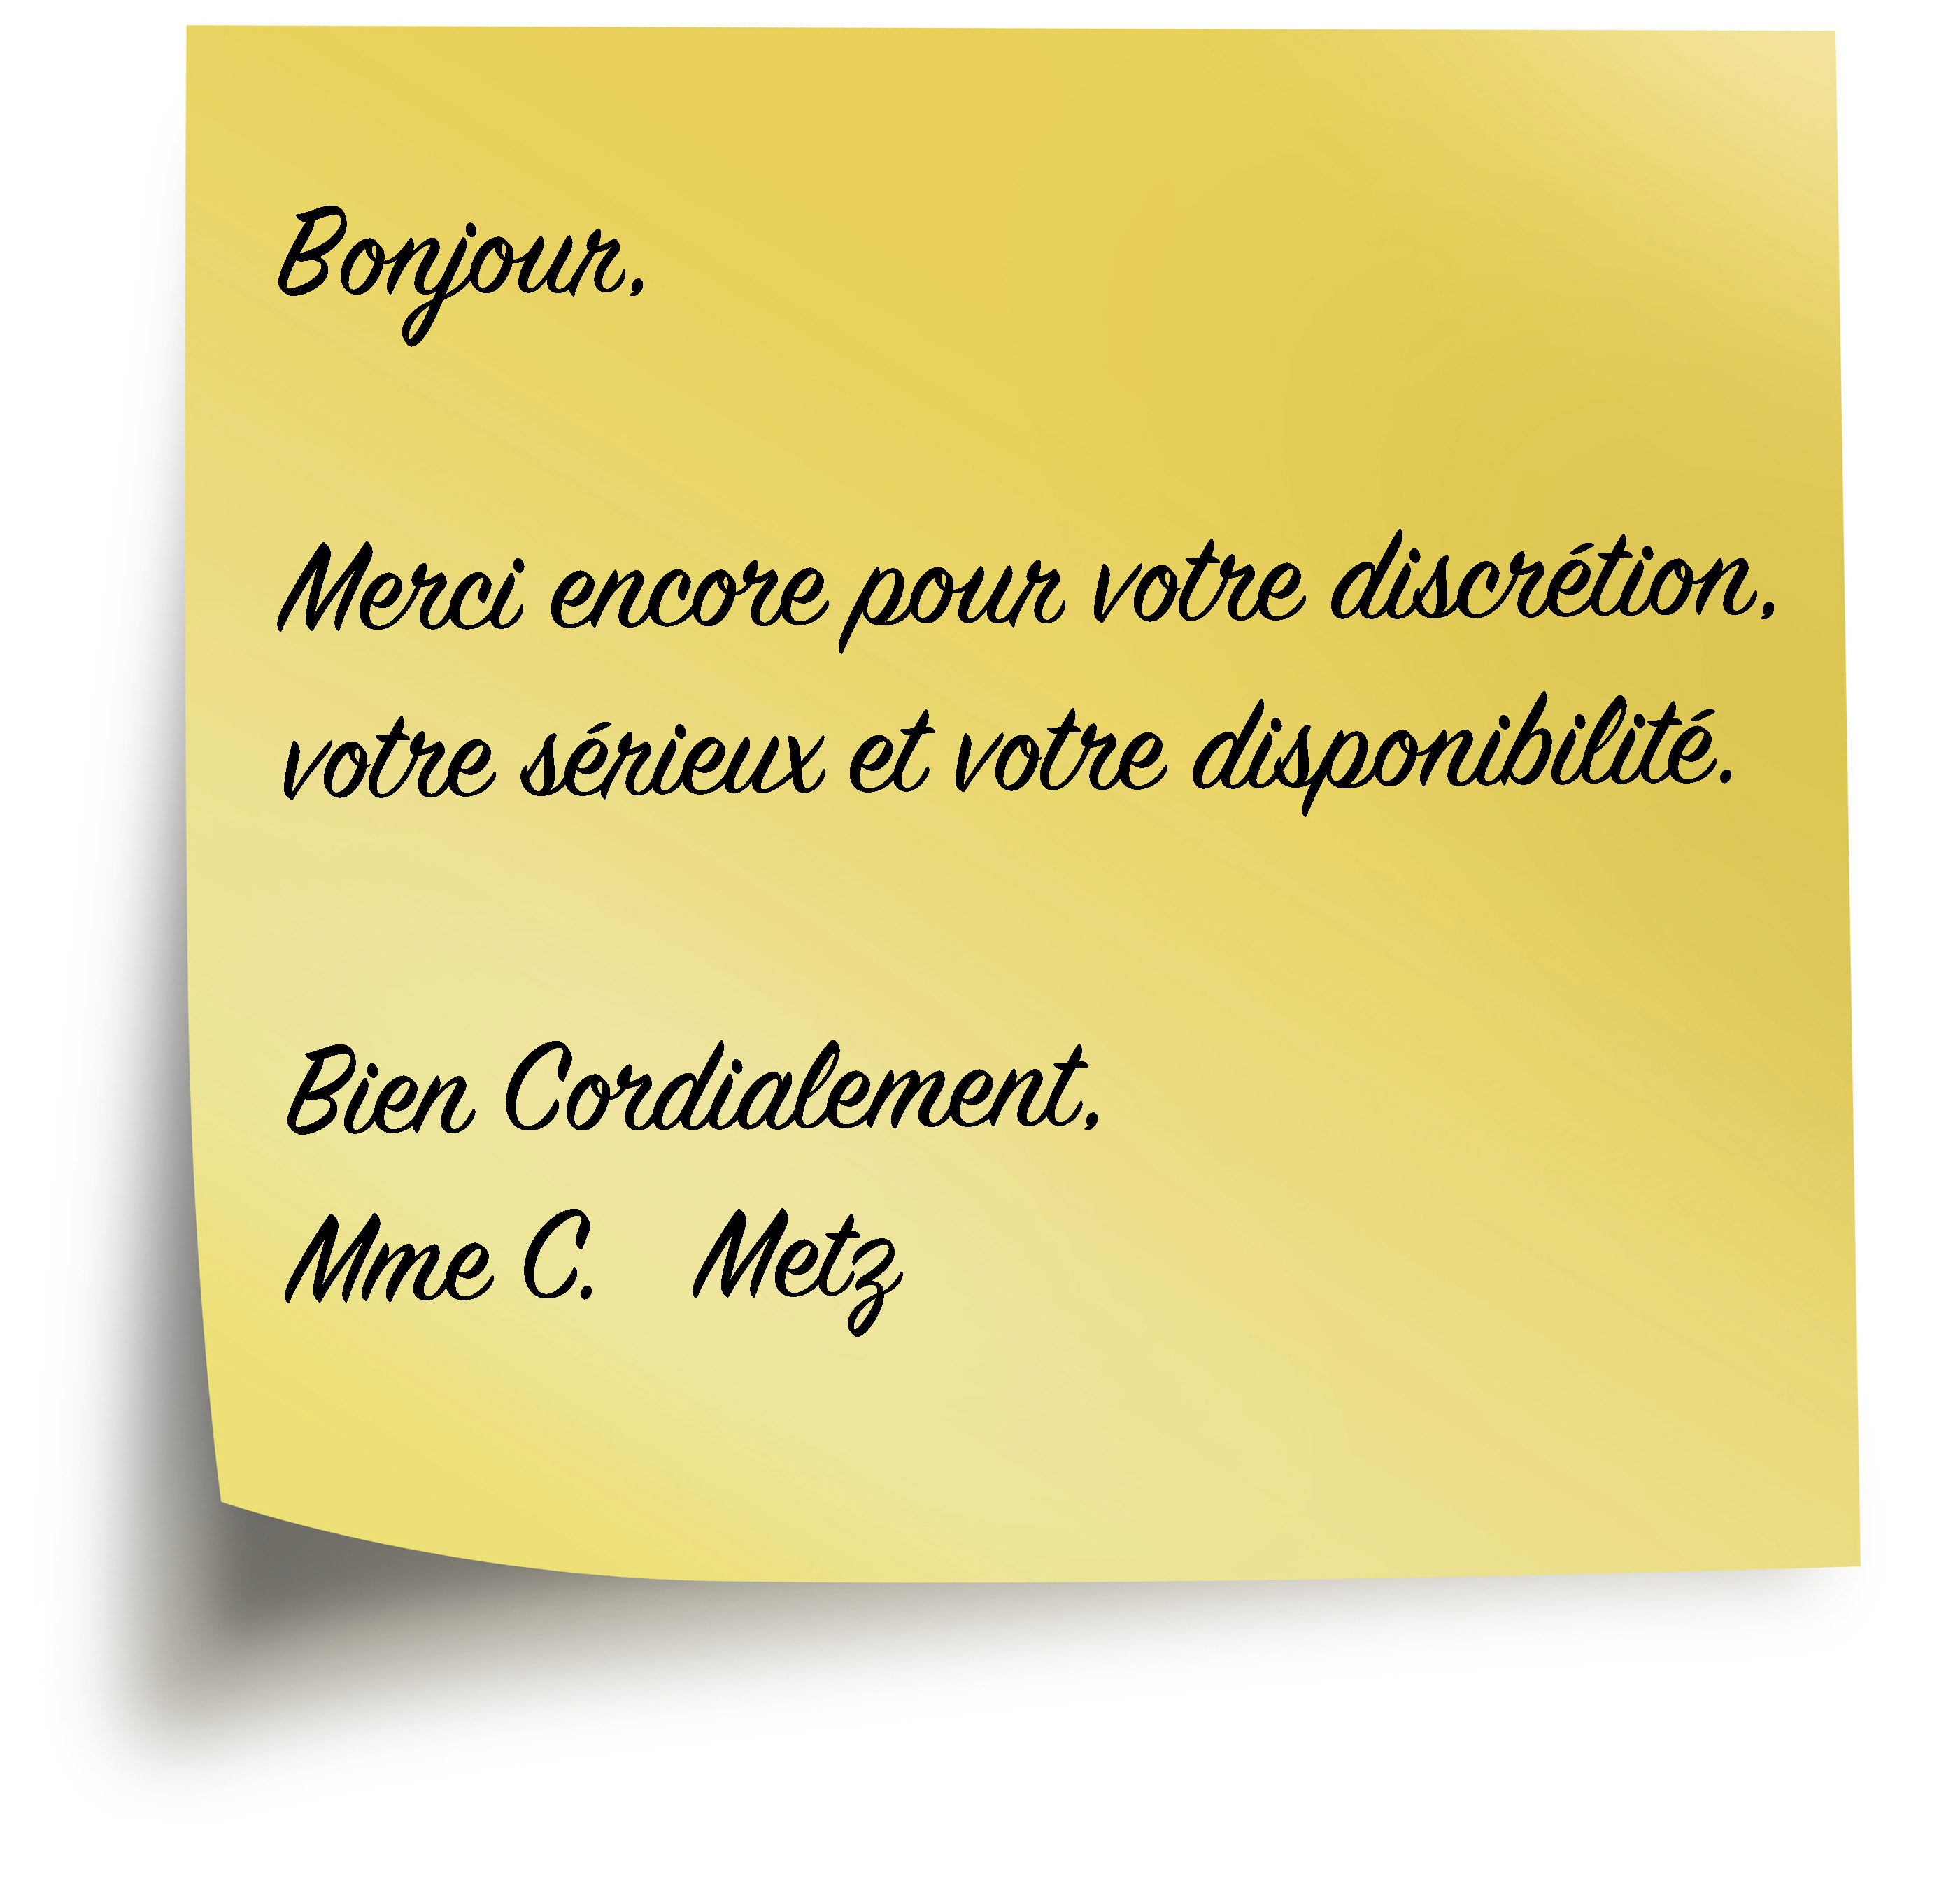 Bonjour,
Merci encore pour votre discrétion,
votre sérieux et votre disponibilité.
Bien Cordialement,
Mme C. Metz